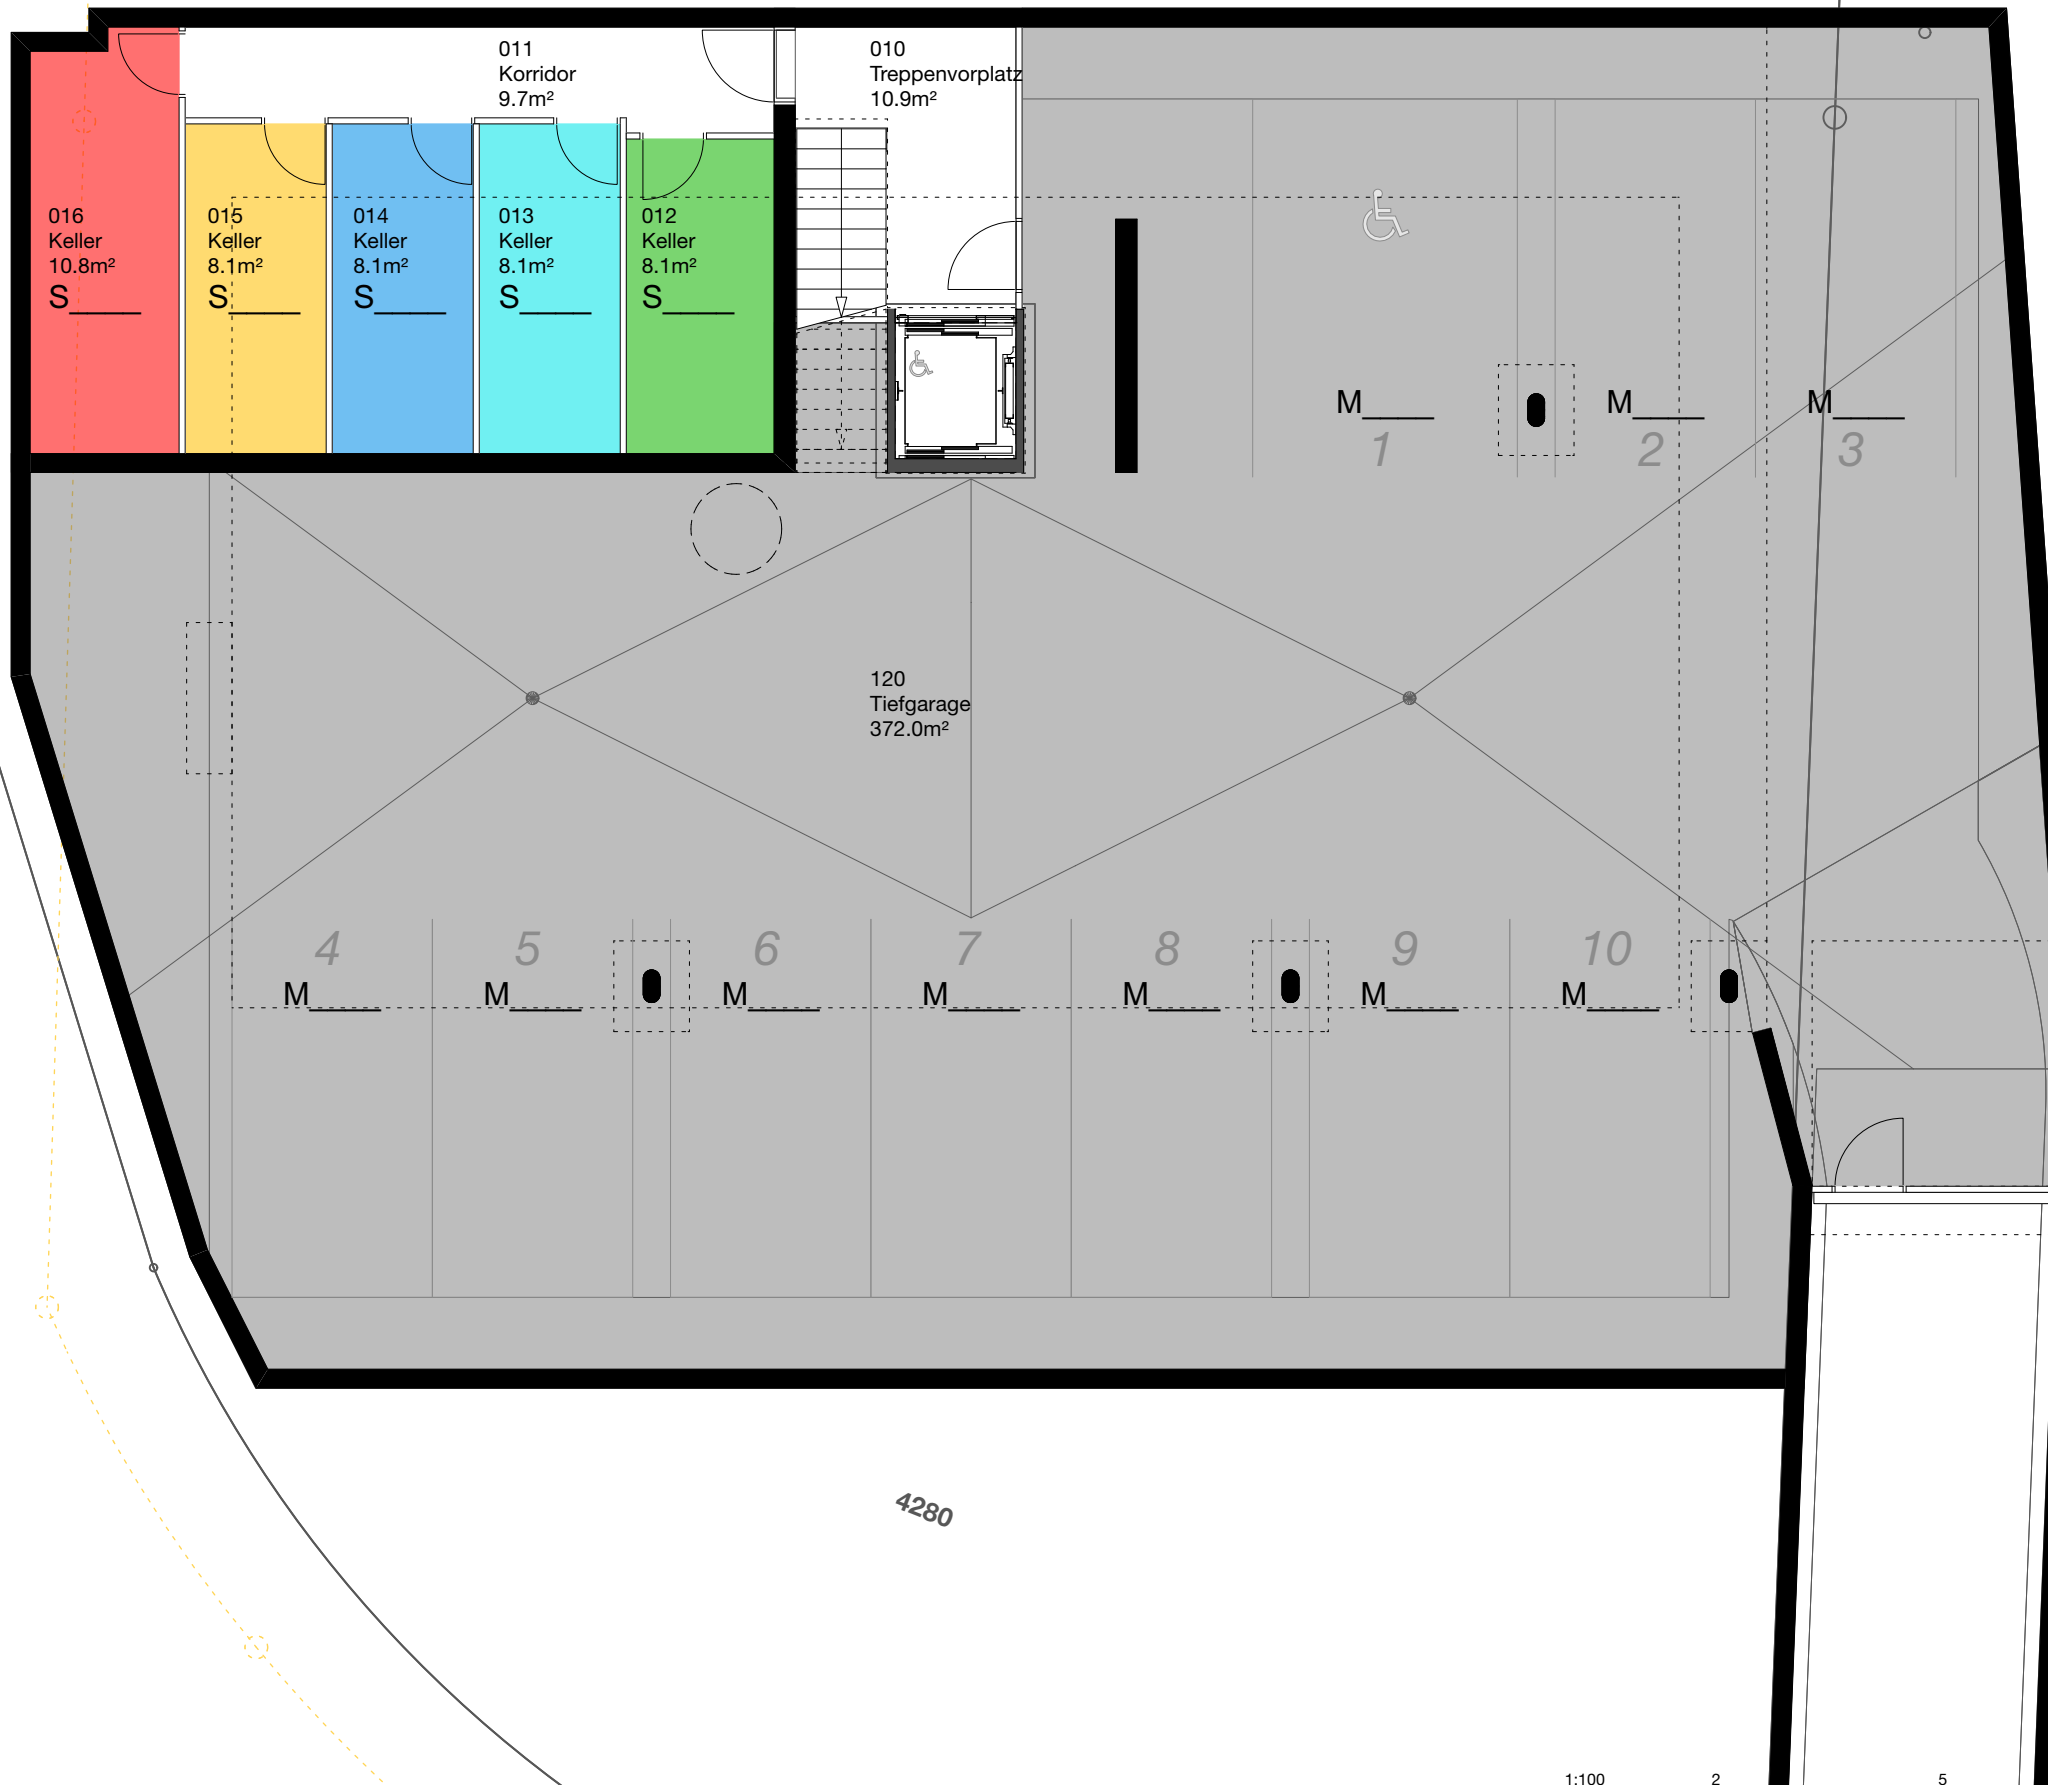 011
Korridor
9.7m²
010
Treppenvorplatz
10.9m²
016
Keller
10.8m²
S____
015
Keller
8.1m²
S____
014
Keller
8.1m²
S____
013
Keller
8.1m²
S____
012
Keller
8.1m²
S____
M____
1
M____
2
M____
3
120
Tiefgarage
372.0m²
4
M____
5
M____
6
M____
7
M____
8
M____
9
M____
10
M____
4280
1:100 2 5